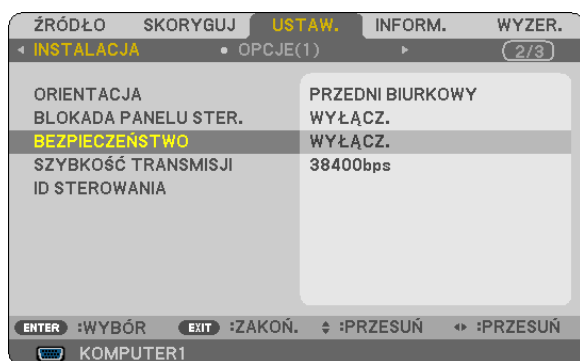 ŹRÓDŁO SKORYGUJ USTAW. INFORM. WYZER.
INSTALACJA OPCJE(1) 2/3
ORIENTACJA PRZEDNI BIURKOWY
BLOKADA PANELU STER. WYŁĄCZ.
BEZPIECZEŃSTWO WYŁĄCZ.
SZYBKOŚĆ TRANSMISJI 38400bps
ID STEROWANIA
ENTER :WYBÓR EXIT :ZAKOŃ. :PRZESUŃ :PRZESUŃ
KOMPUTER1